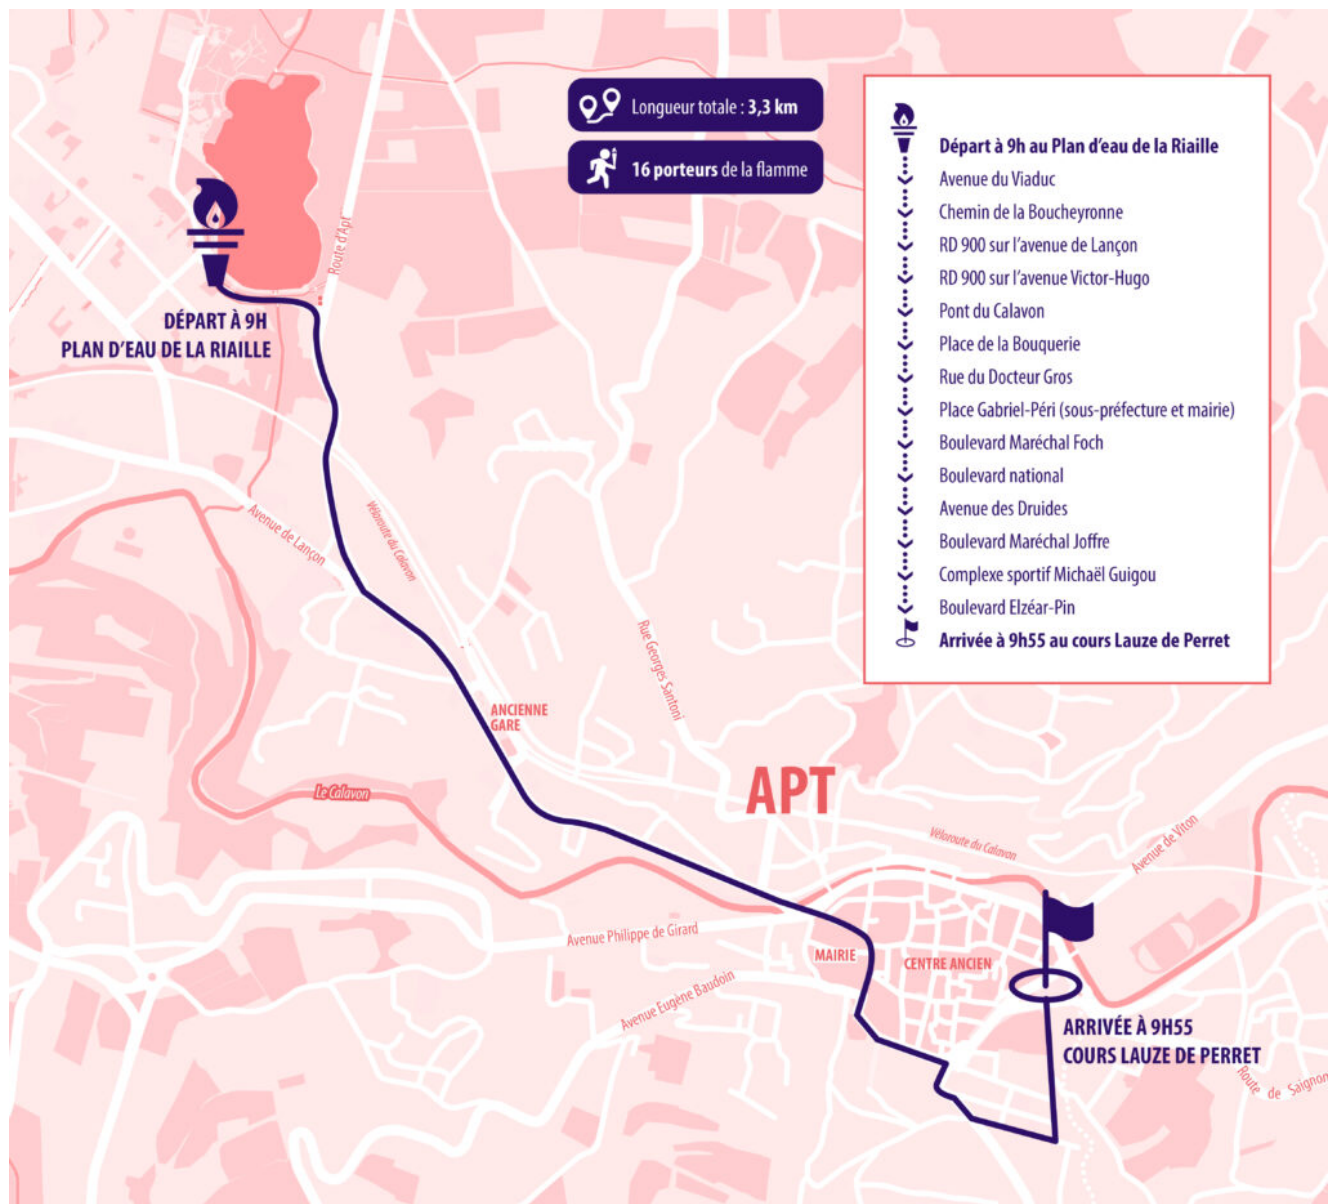 Longueur totale : 3,3 km
16 porteurs de la flamme
Départ à 9h au Plan d'eau de la Riaille
Avenue du Viaduc
Chemin de la Boucheyronne
RD 900 sur l'avenue de Lançon
RD 900 sur l'avenue Victor-Hugo
Pont du Calavon
Place de la Bouquerie
Rue du Docteur Gros
Place Gabriel-Péri (sous-préfecture et mairie)
Boulevard Maréchal Foch
Boulevard national
Avenue des Druides
Boulevard Maréchal Joffre
Complexe sportif Michaël Guigou
Boulevard Elzéar-Pin
Arrivée à 9h55 au cours Lauze de Perret
Route d'Apt
DÉPART À 9H
PLAN D'EAU DE LA RIAILLE
Avenue de Lançon
Véloroute du Calavon
Rue Georges Santoni
ANCIENNE
GARE
APT
Le Calavon
Véloroute du Calavon
Avenue de Viton
Avenue Philippe de Girard
MAIRIE
CENTRE ANCIEN
Avenue Eugène Baudoin
ARRIVÉE À 9H55
COURS LAUZE DE PERRET
Route de Saignon